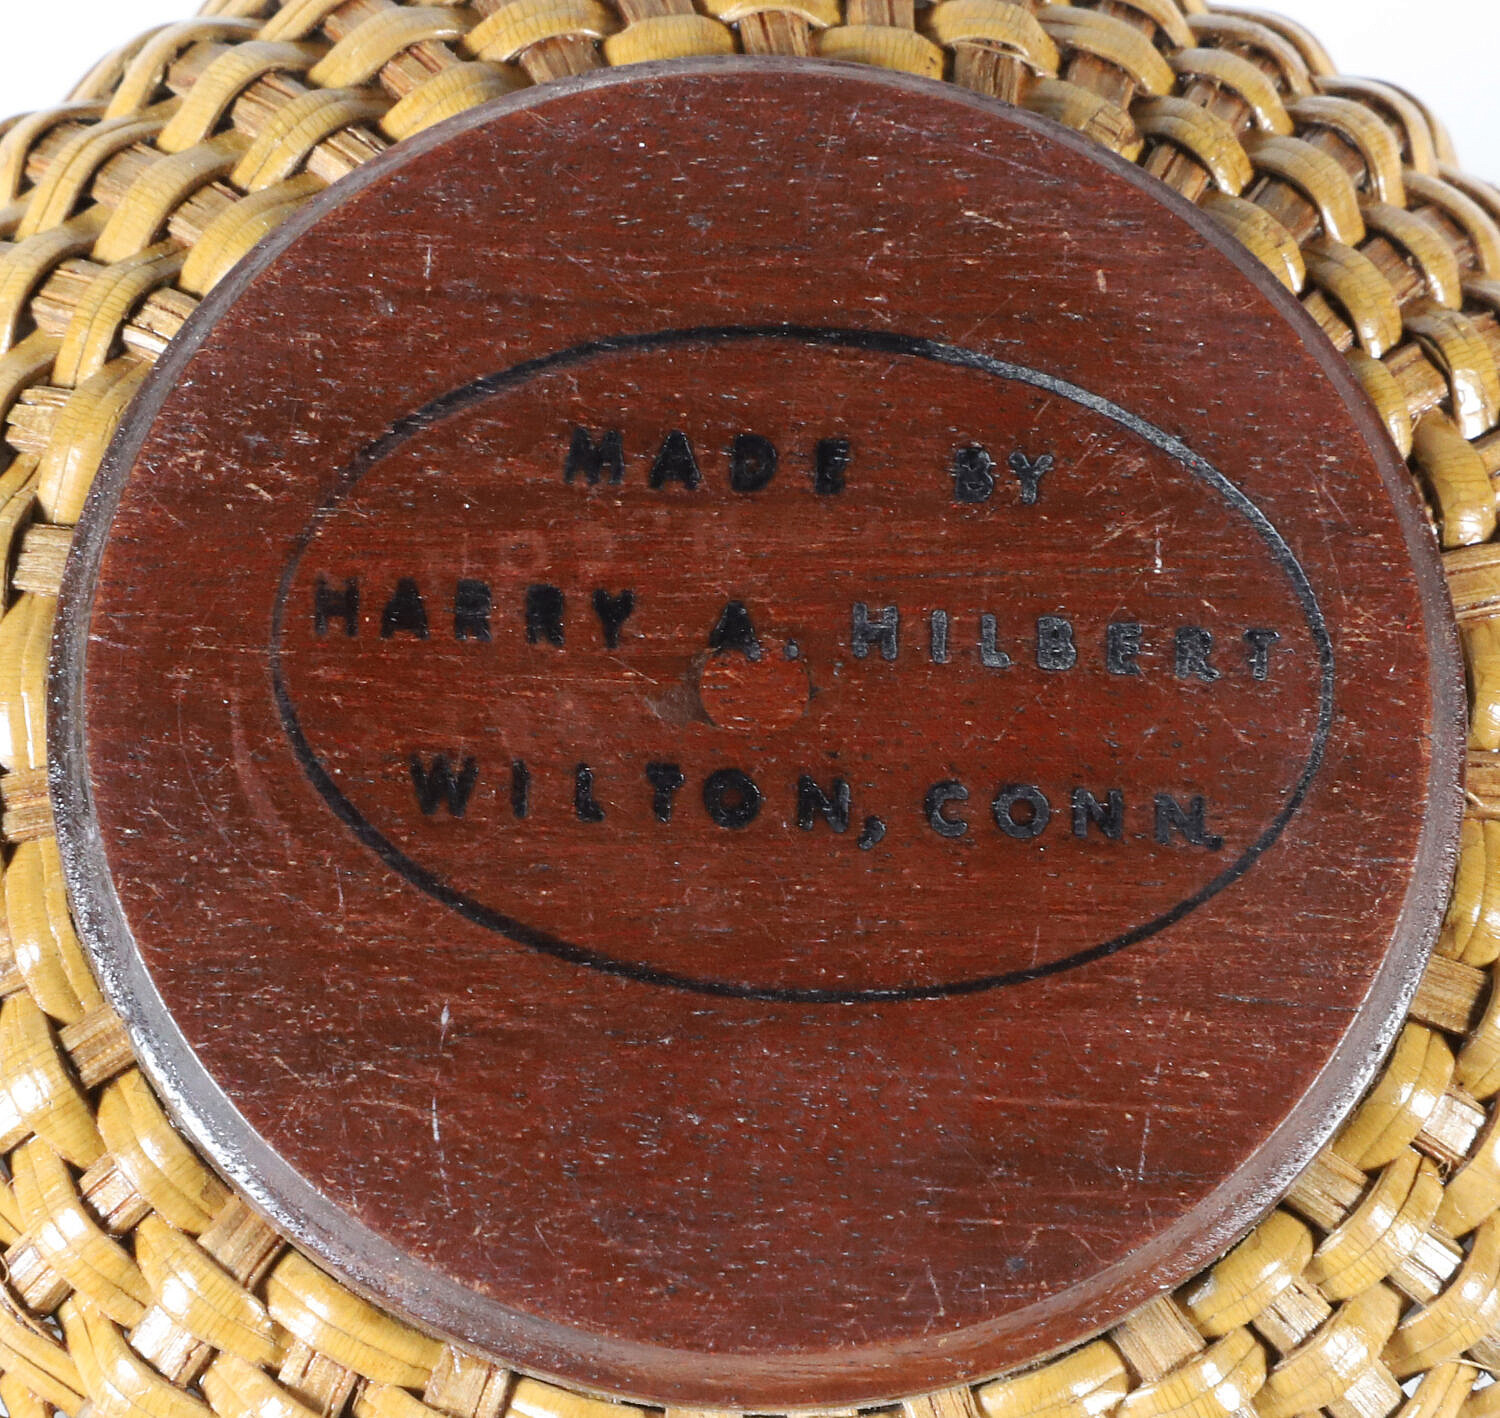 MADE BY
HARRY A. HILBERT
WILTON, CONN.